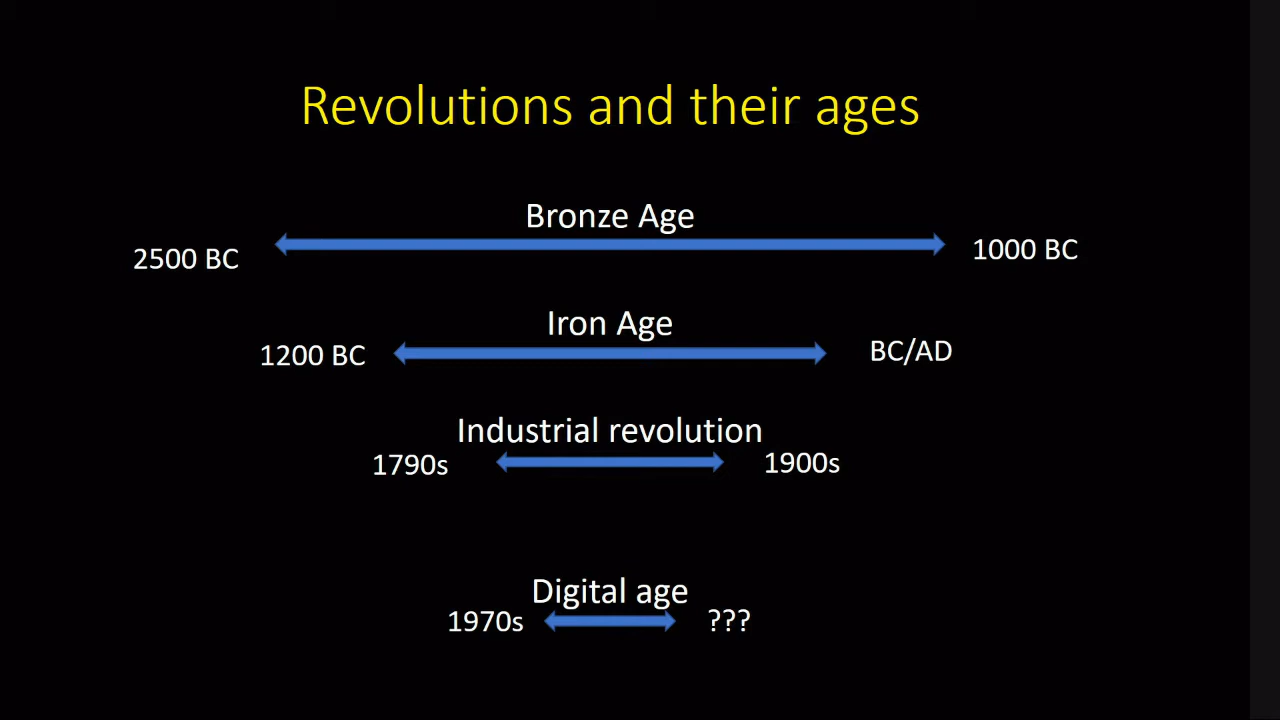 Revolutions and their ages
Bronze Age
2500 BC
1000 BC
Iron Age
1200 BC
BC/AD
Industrial revolution
1790s
1900s
Digital age
1970s
???